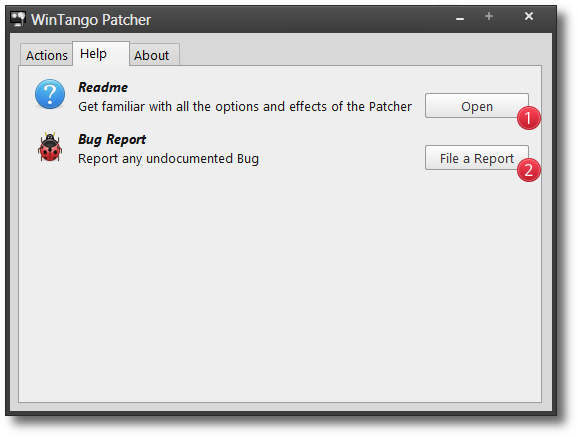 WinTango Patcher
Actions Help About
Readme
Get familiar with all the options and effects of the Patcher
Open
1
Bug Report
Report any undocumented Bug
File a Report
2